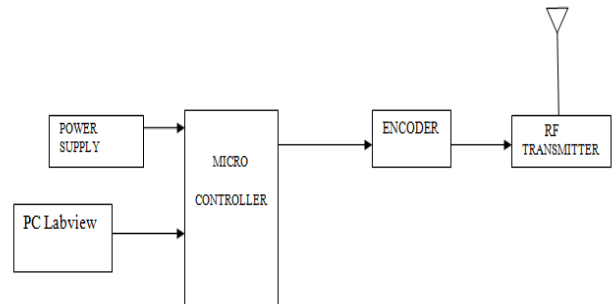 POWER
SUPPLY
PC Labview
MICRO
CONTROLLER
ENCODER
RF
TRANSMITTER